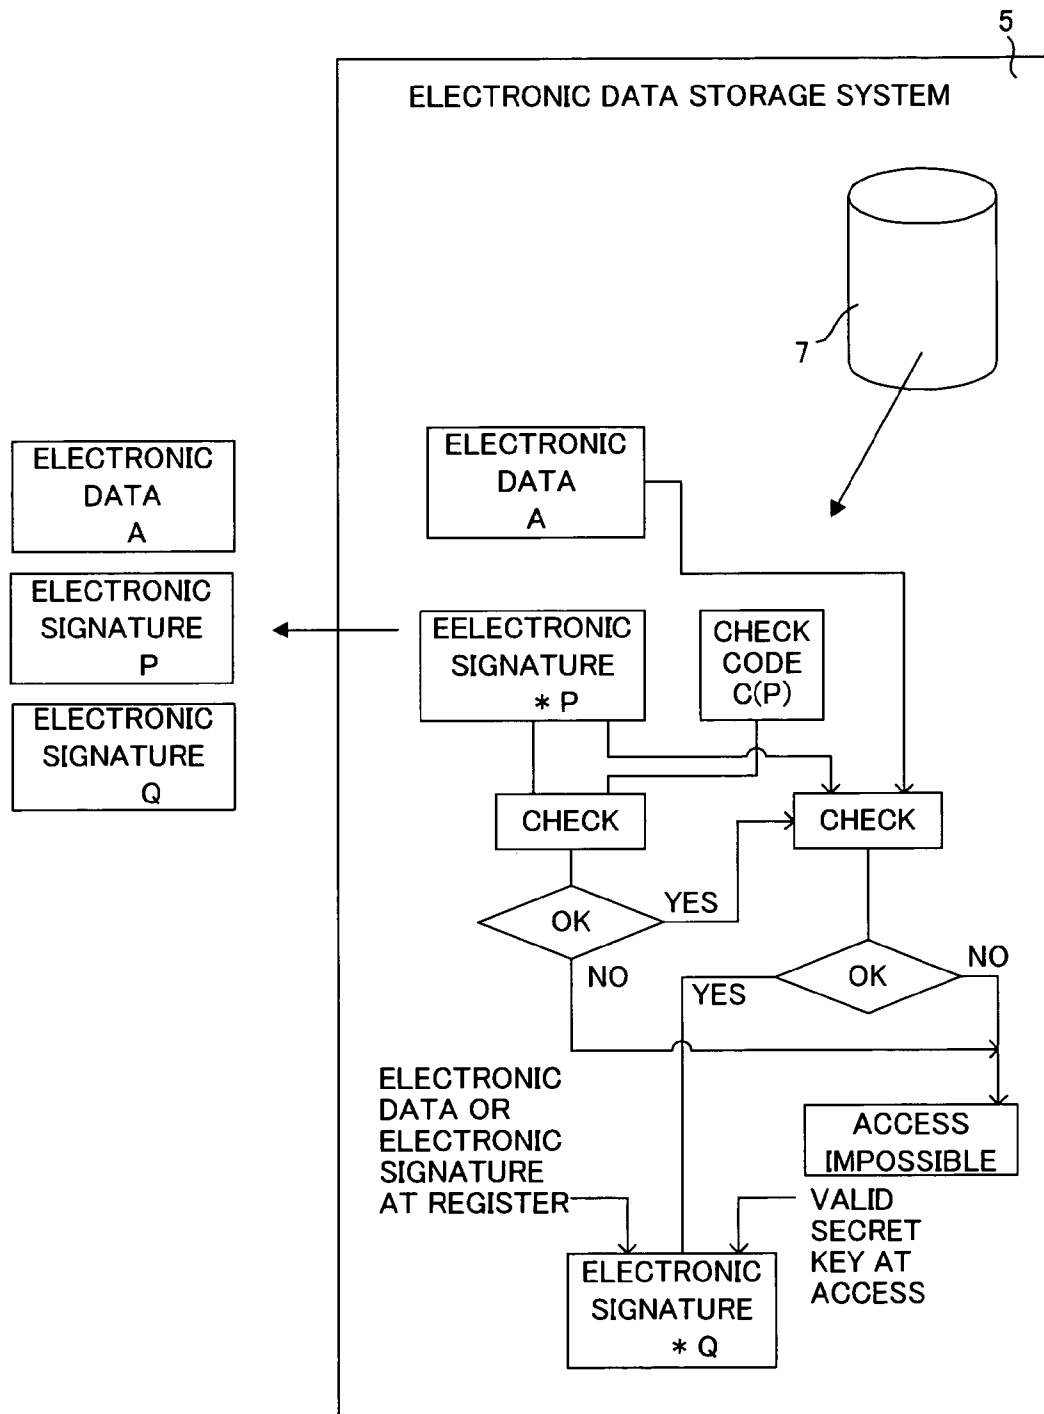 5
ELECTRONIC DATA STORAGE SYSTEM
7
ELECTRONIC
DATA
A
ELECTRONIC
SIGNATURE
P
ELECTRONIC
SIGNATURE
Q
ELECTRONIC
DATA
A
EELECTRONIC
SIGNATURE
* P
CHECK
CODE
C(P)
CHECK
CHECK
OK
YES
NO
OK
YES
NO
ACCESS
IMPOSSIBLE
ELECTRONIC
DATA OR
ELECTRONIC
SIGNATURE
AT REGISTER
VALID
SECRET
KEY AT
ACCESS
ELECTRONIC
SIGNATURE
* Q